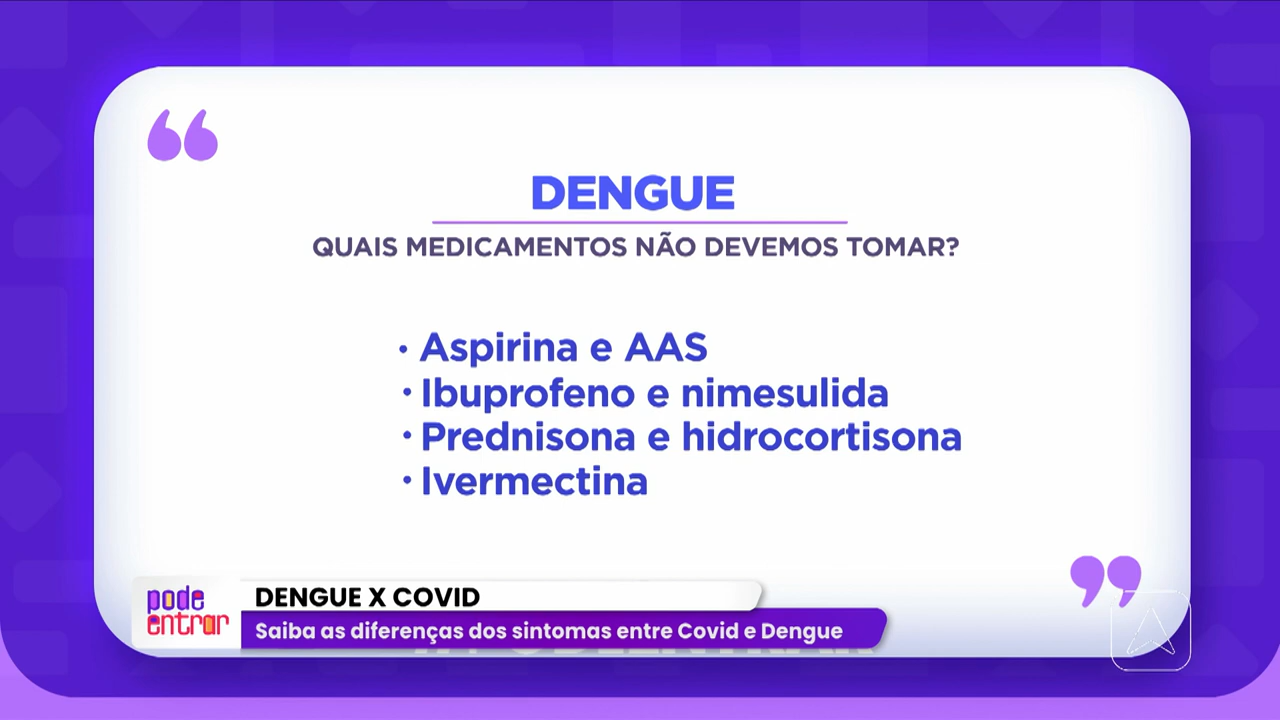 DENGUE
QUAIS MEDICAMENTOS NÃO DEVEMOS TOMAR?
• Aspirina e AAS
• Ibuprofeno e nimesulida
• Prednisona e hidrocortisona
• Ivermectina
pode
entrar
DENGUE X COVID
Saiba as diferenças dos sintomas entre Covid e Dengue